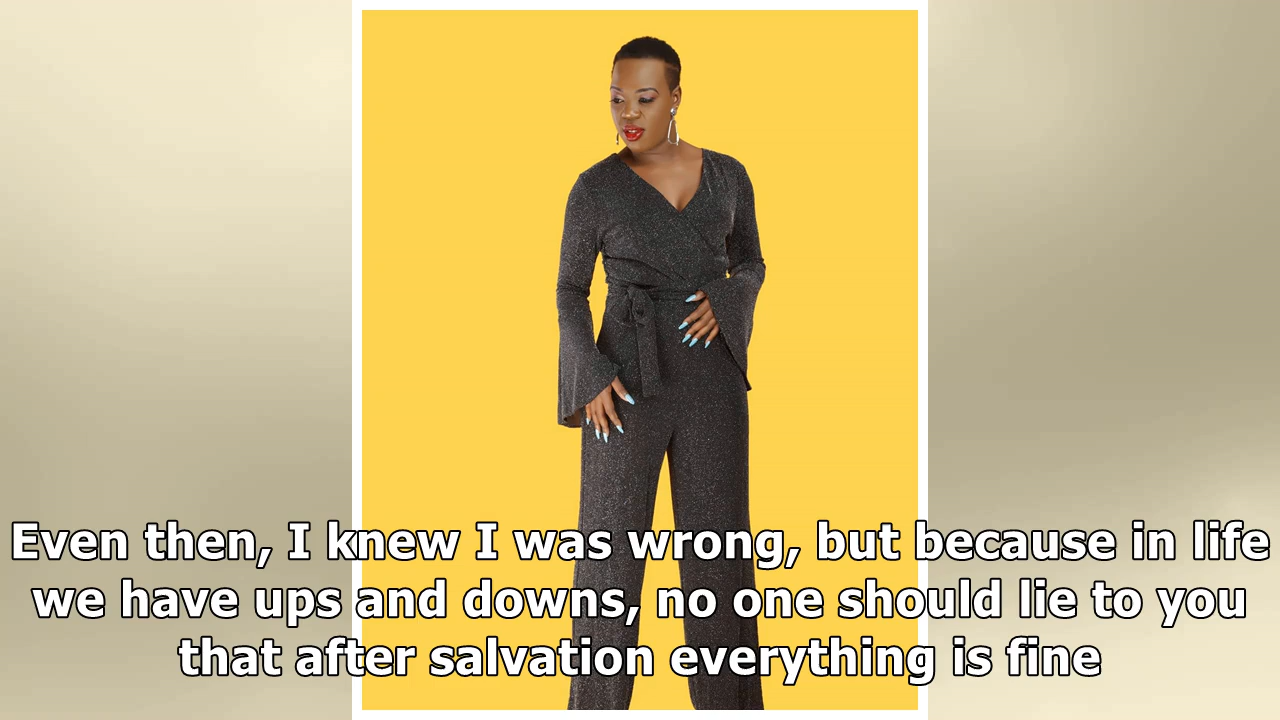 Even then, I knew I was wrong, but because in life
we have ups and downs, no one should lie to you
that after salvation everything is fine